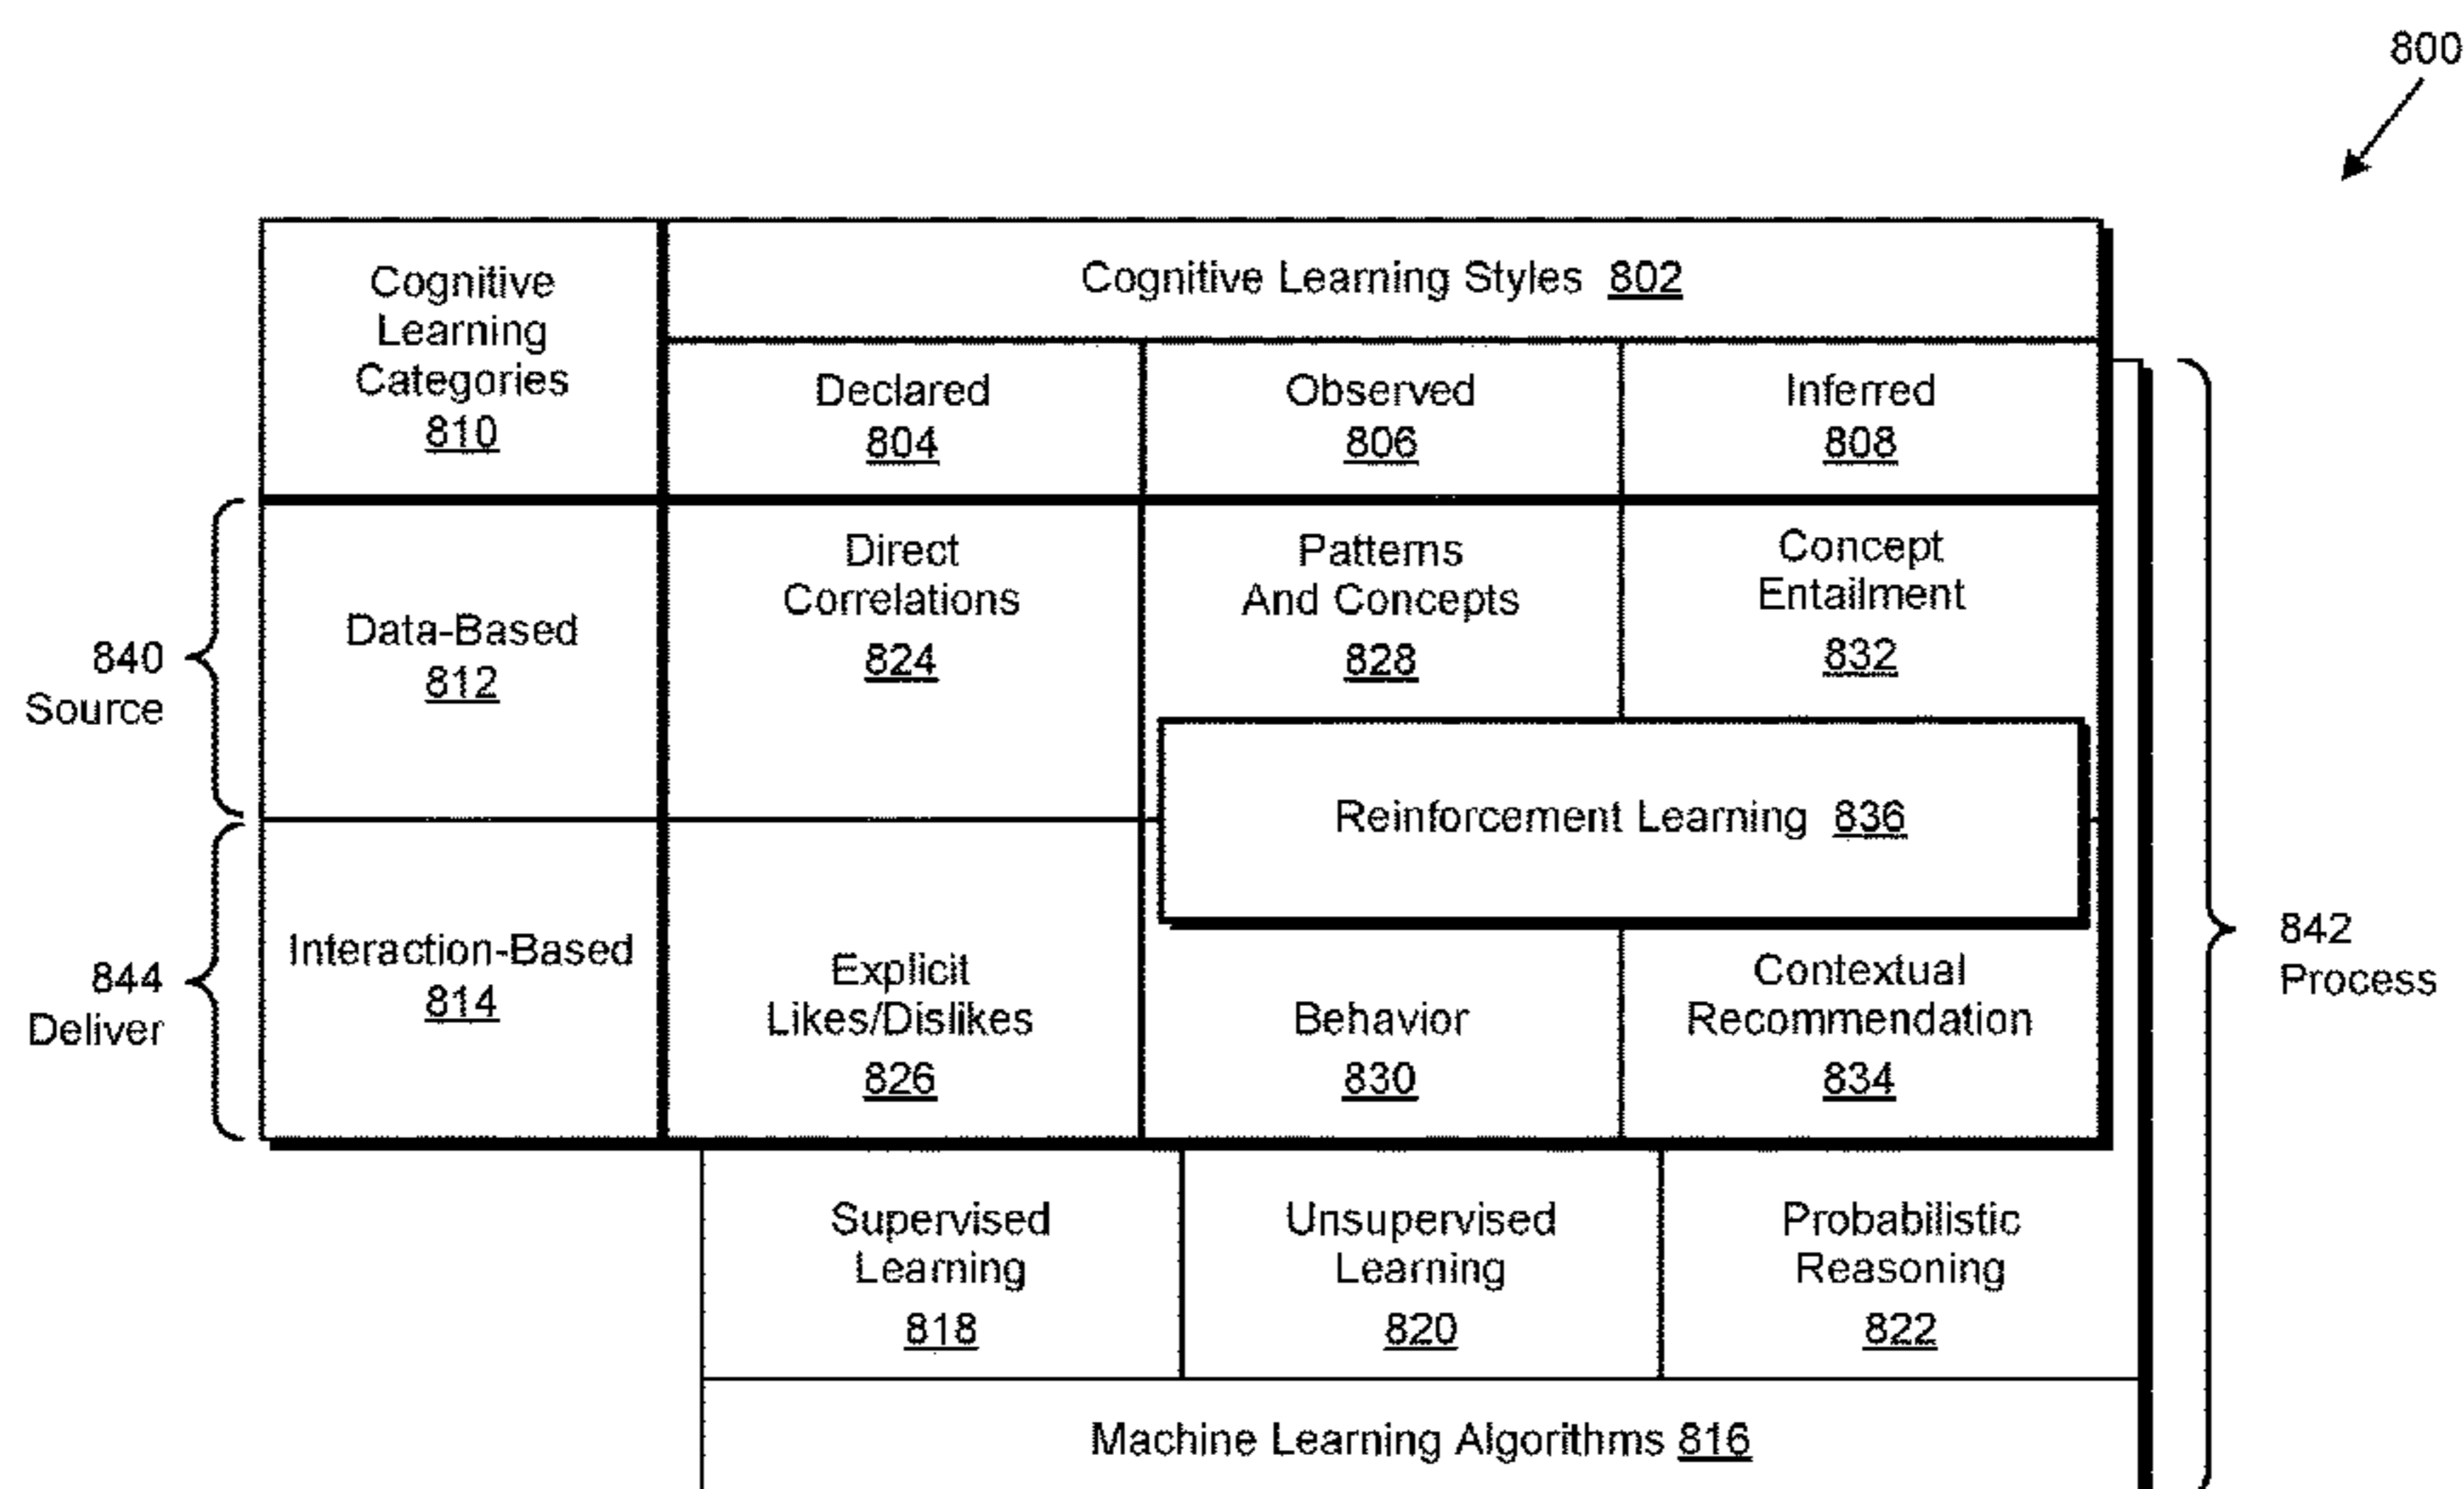 800
Cognitive
Learning
Categories
810
Cognitive Learning Styles 802
Declared
804
Observed
806
Inferred
808
840
Source
Data-Based
812
Direct
Correlations
824
Patterns
And Concepts
828
Concept
Entailment
832
Reinforcement Learning 836
844
Deliver
Interaction-Based
814
Explicit
Likes/Dislikes
826
Behavior
830
Contextual
Recommendation
834
842
Process
Supervised
Learning
818
Unsupervised
Learning
820
Probabilistic
Reasoning
822
Machine Learning Algorithms 816